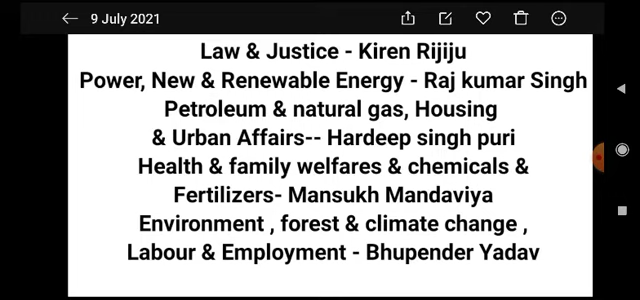 9 July 2021
Law & Justice - Kiren Rijiju
Power, New & Renewable Energy - Raj kumar Singh
Petroleum & natural gas, Housing
& Urban Affairs-- Hardeep singh puri
Health & family welfares & chemicals &
Fertilizers- Mansukh Mandaviya
Environment , forest & climate change ,
Labour & Employment - Bhupender Yadav